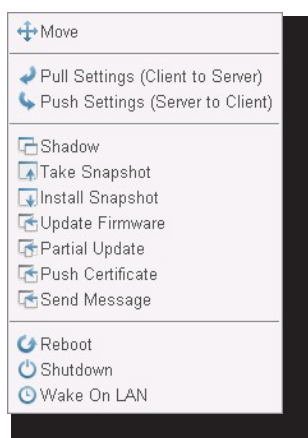 Move
Pull Settings (Client to Server)
Push Settings (Server to Client)
Shadow
Take Snapshot
Install Snapshot
Update Firmware
Partial Update
Push Certificate
Send Message
Reboot
Shutdown
Wake On LAN